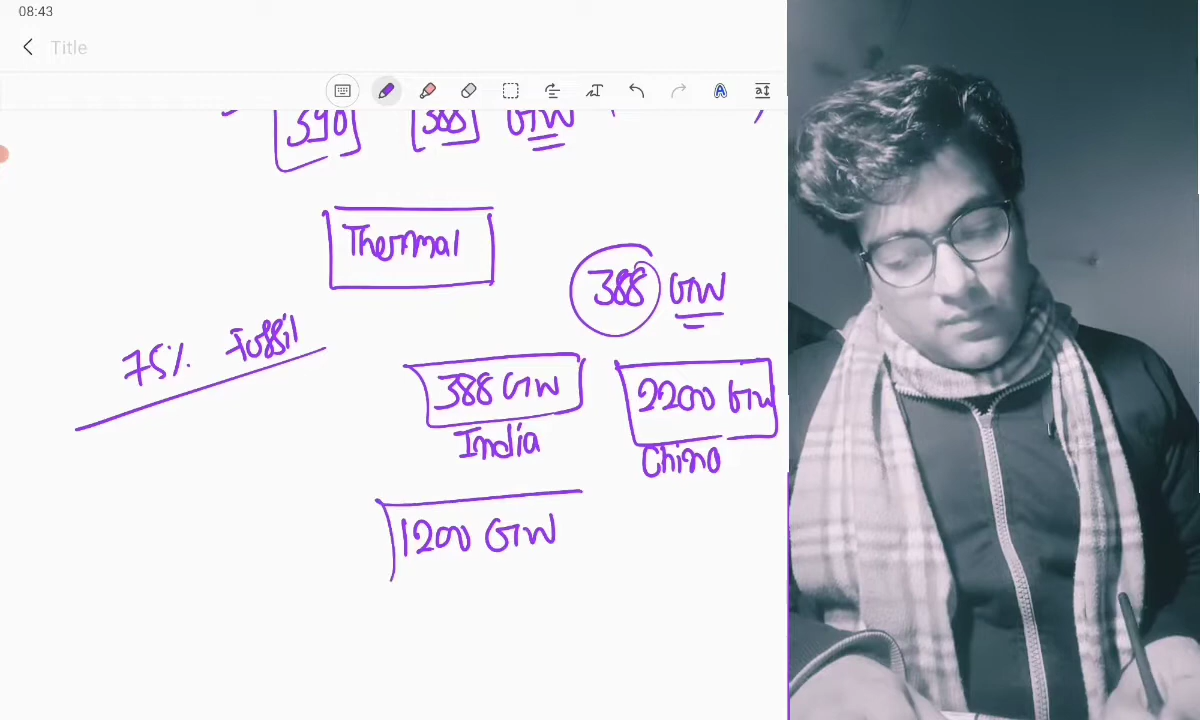 08:43
Title
390 388 GW
Thermal
388 GW
75% Fossil
388 GW 2200 GW
India China
1200 GW